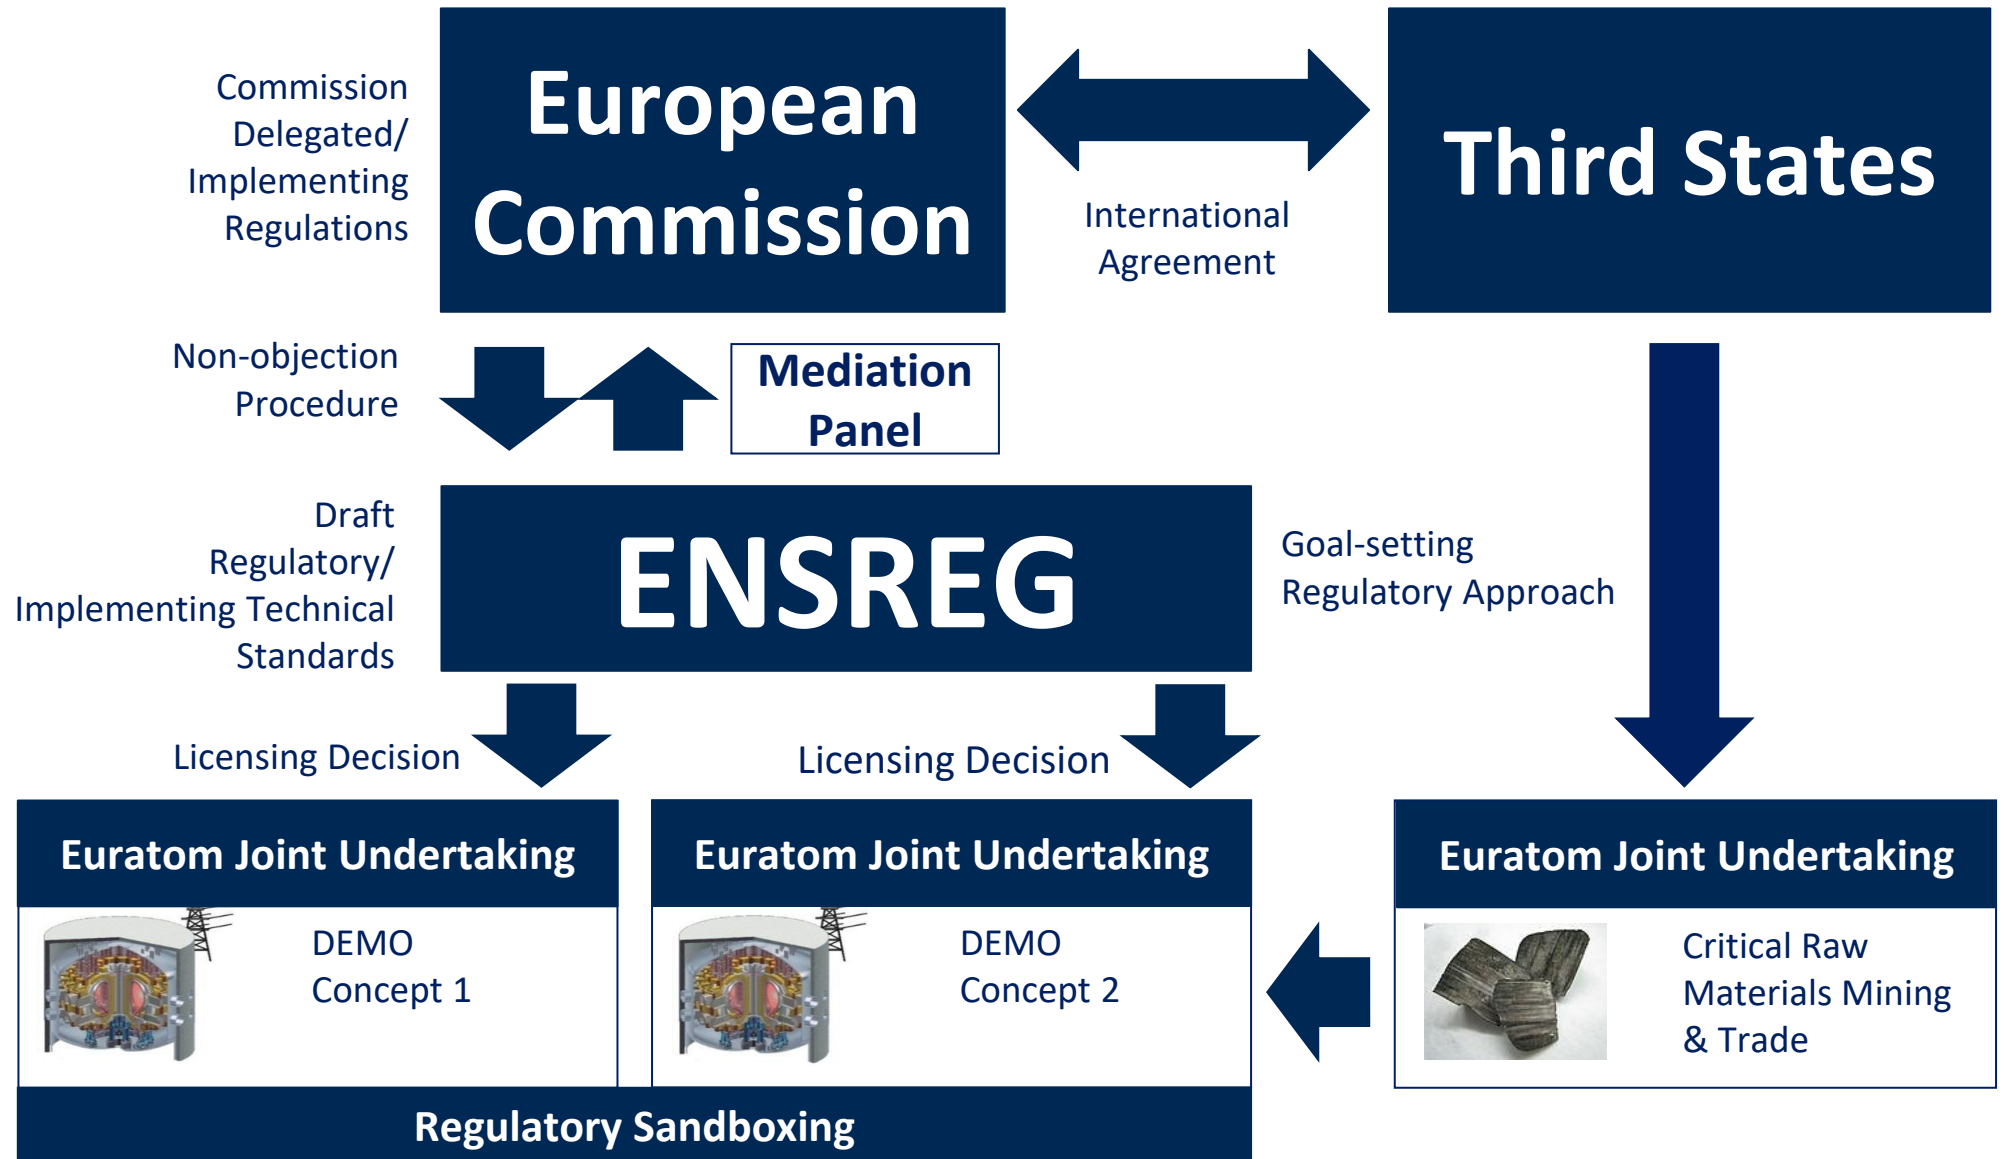 Commission
Delegated/
Implementing
Regulations
European
Commission
International
Agreement
Third States
Non-objection
Procedure
Mediation
Panel
Draft
Regulatory/
Implementing Technical
Standards
ENSREG
Goal-setting
Regulatory Approach
Licensing Decision
Licensing Decision
Euratom Joint Undertaking
DEMO
Concept 1
Euratom Joint Undertaking
DEMO
Concept 2
Euratom Joint Undertaking
Critical Raw
Materials Mining
& Trade
Regulatory Sandboxing